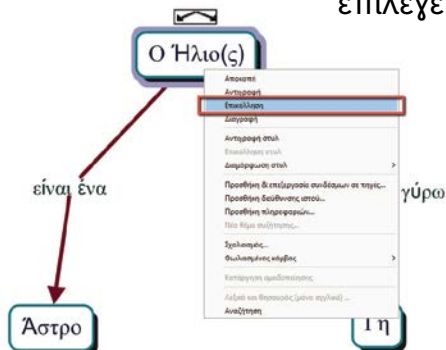 επιλεγε
Ο Ήλιο(ς)
Αποκοπή
Αντιγραφή
Επικόλληση
Διαγραφή
Αντιγραφή στυλ
Επικόλληση στυλ
Διαμόρφωση στυλ >
Προσθήκη & επεξεργασία συνδέσμων σε πηγές...
Προσθήκη διεύθυνσης ιστού...
Προσθήκη πληροφοριών...
Νέο θέμα συζήτησης...
Σχολιασμός...
Φωλιασμένος κόμβος >
Κατάργηση ομαδοποίησης
Λεξικό και θησαυρός (μόνο αγγλικά) ...
Αναζήτηση
είναι ένα
γύρω
Άστρο
Γη